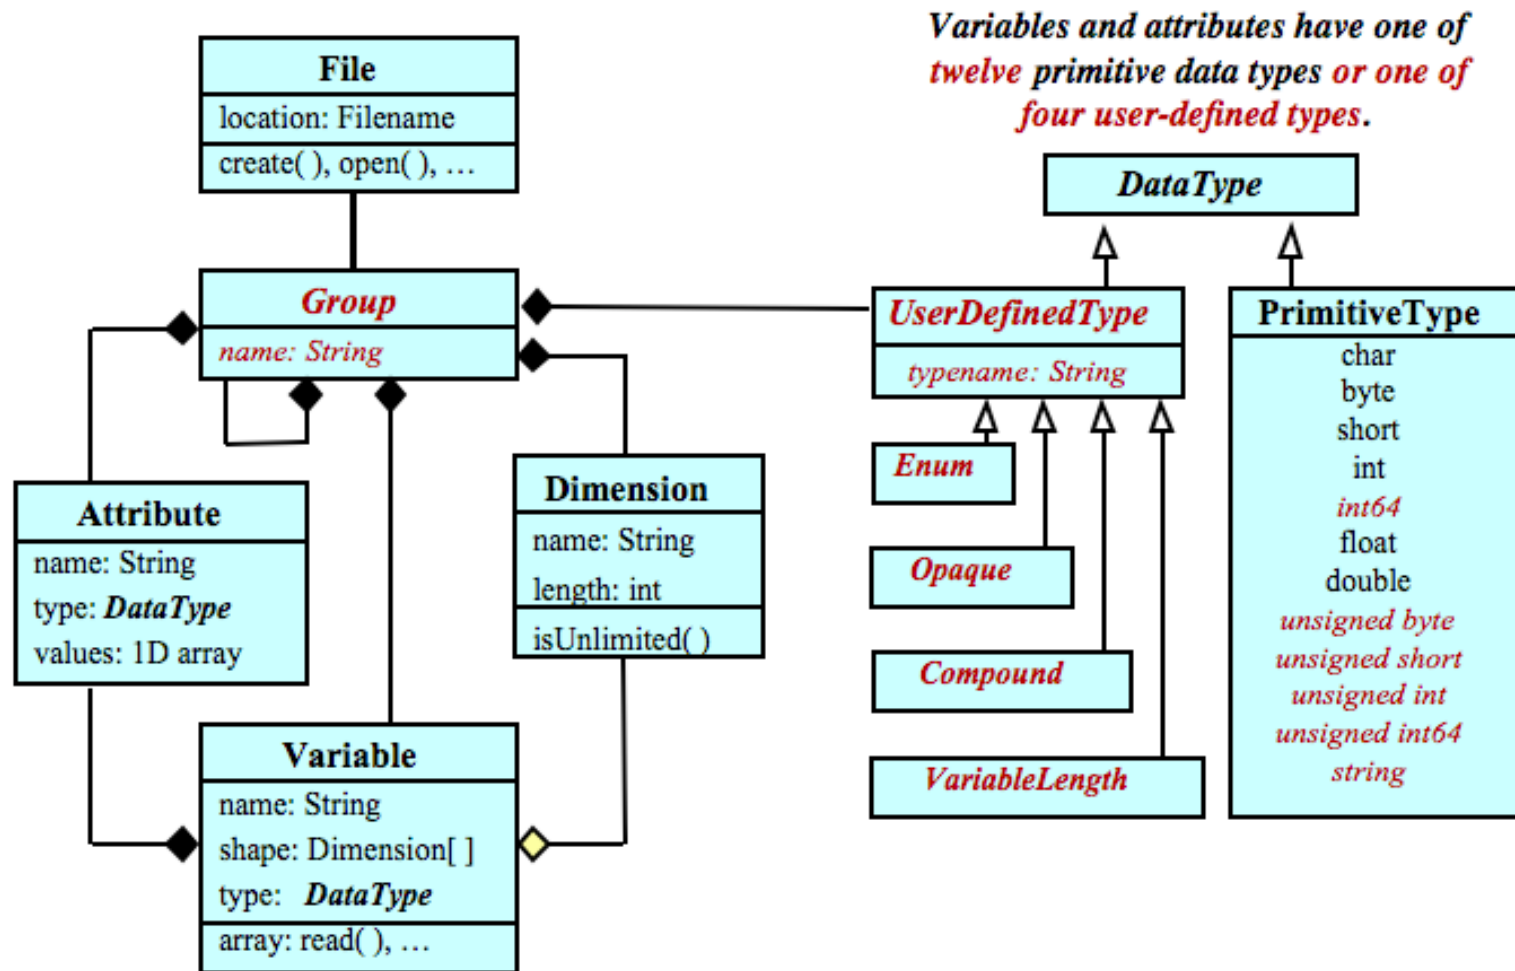 Variables and attributes have one of
twelve primitive data types or one of
four user-defined types.
File
location: Filename
create( ), open( ), …
Group
name: String
Attribute
name: String
type: DataType
values: 1D array
Dimension
name: String
length: int
isUnlimited( )
Variable
name: String
shape: Dimension[ ]
type: DataType
array: read( ), …
DataType
UserDefinedType
typename: String
Enum
Opaque
Compound
VariableLength
PrimitiveType
char
byte
short
int
int64
float
double
unsigned byte
unsigned short
unsigned int
unsigned int64
string